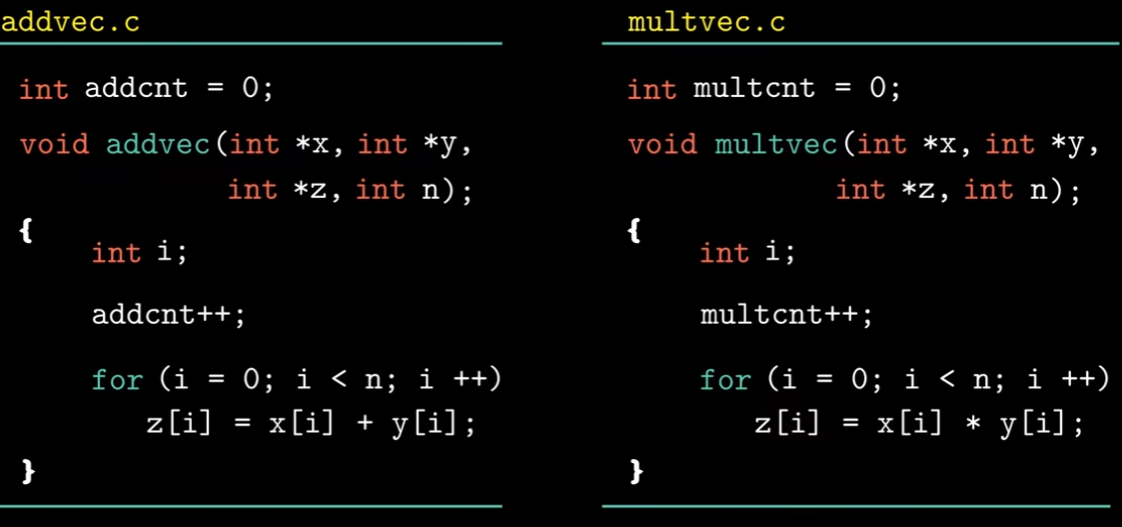 addvec.c
int addcnt = 0;
void addvec(int *x, int *y,
int *z, int n);
{
int i;
addcnt++;
for (i = 0; i < n; i ++)
z[i] = x[i] + y[i];
}
multvec.c
int multcnt = 0;
void multvec(int *x, int *y,
int *z, int n);
{
int i;
multcnt++;
for (i = 0; i < n; i ++)
z[i] = x[i] * y[i];
}